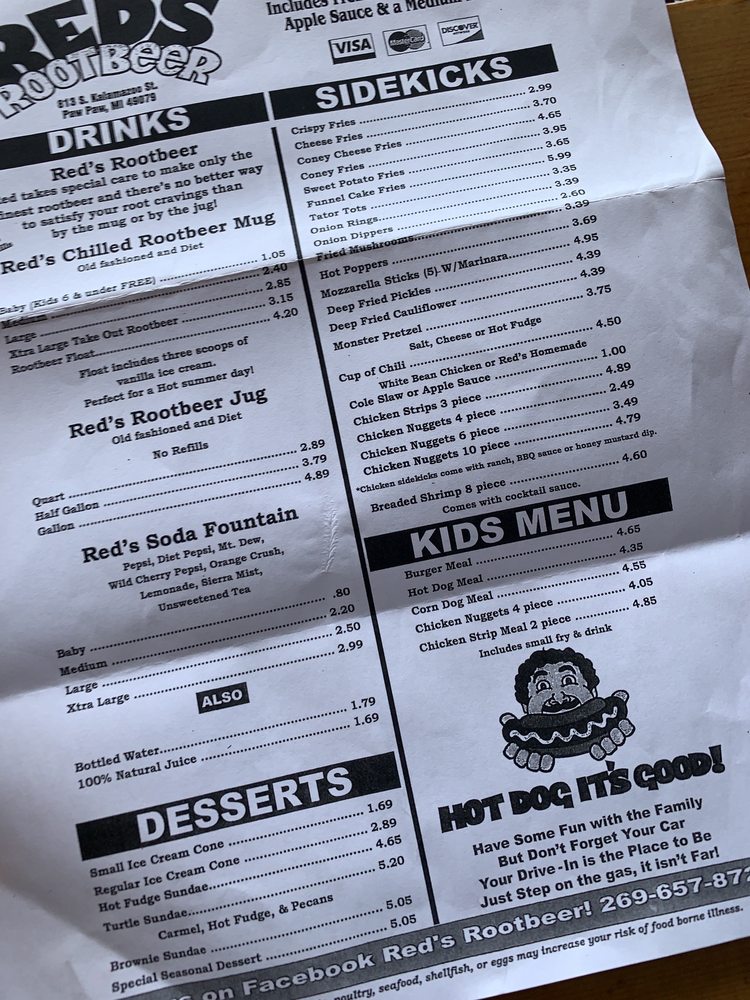 REDS
ROOTBEER
813 S. Kalamazoo St.
Paw Paw, MI 49079
DRINKS
Red's Rootbeer
takes special care to make only the
finest rootbeer and there's no better way
to satisfy your root cravings than
by the mug or by the jug!
Red's Chilled Rootbeer Mug
Old fashioned and Diet
Baby (Kids 6 & under FREE) 1.05
Medium 2.40
Large 2.85
Xtra Large Take Out Rootbeer 3.15
Rootbeer Float 4.20
Float includes three scoops of
vanilla ice cream.
Perfect for a Hot summer day!
Red's Rootbeer Jug
Old fashioned and Diet
No Refills
Quart 2.89
Half Gallon 3.79
Gallon 4.89
Red's Soda Fountain
Pepsi, Diet Pepsi, Mt. Dew,
Wild Cherry Pepsi, Orange Crush,
Lemonade, Sierra Mist,
Unsweetened Tea
Baby .80
Medium 2.20
Large 2.50
Xtra Large 2.99
ALSO
Bottled Water 1.79
100% Natural Juice 1.69
DESSERTS
Small Ice Cream Cone 1.69
Regular Ice Cream Cone 2.89
Hot Fudge Sundae 4.65
Turtle Sundae 5.20
Carmel, Hot Fudge, & Pecans
Brownie Sundae 5.05
Special Seasonal Dessert 5.05
Includes
Apple Sauce & a Medium
VISA MasterCard DISCOVER
SIDEKICKS
Crispy Fries 2.99
Cheese Fries 3.70
Coney Cheese Fries 4.65
Coney Fries 3.95
Sweet Potato Fries 3.65
Funnel Cake Fries 5.99
Tator Tots 3.35
Onion Rings 3.39
Onion Dippers 2.60
Fried Mushrooms 3.39
Hot Poppers 3.69
Mozzarella Sticks (5)-W/Marinara 4.95
Deep Fried Pickles 4.39
Deep Fried Cauliflower 4.39
Monster Pretzel 3.75
Salt, Cheese or Hot Fudge
Cup of Chili 4.50
White Bean Chicken or Red's Homemade
Cole Slaw or Apple Sauce 1.00
Chicken Strips 3 piece 4.89
Chicken Nuggets 4 piece 2.49
Chicken Nuggets 6 piece 3.49
Chicken Nuggets 10 piece 4.79
*Chicken sidekicks come with ranch, BBQ sauce or honey mustard dip.
Breaded Shrimp 8 piece 4.60
Comes with cocktail sauce.
KIDS MENU
Burger Meal 4.65
Hot Dog Meal 4.35
Corn Dog Meal 4.55
Chicken Nuggets 4 piece 4.05
Chicken Strip Meal 2 piece 4.85
Includes small fry & drink
HOT DOG IT'S GOOD!
Have Some Fun with the Family
But Don't Forget Your Car
Your Drive-In is the Place to Be
Just Step on the gas, it isn't Far!
on Facebook Red's Rootbeer! 269-657-87
poultry, seafood, shellfish, or eggs may increase your risk of food borne illness.